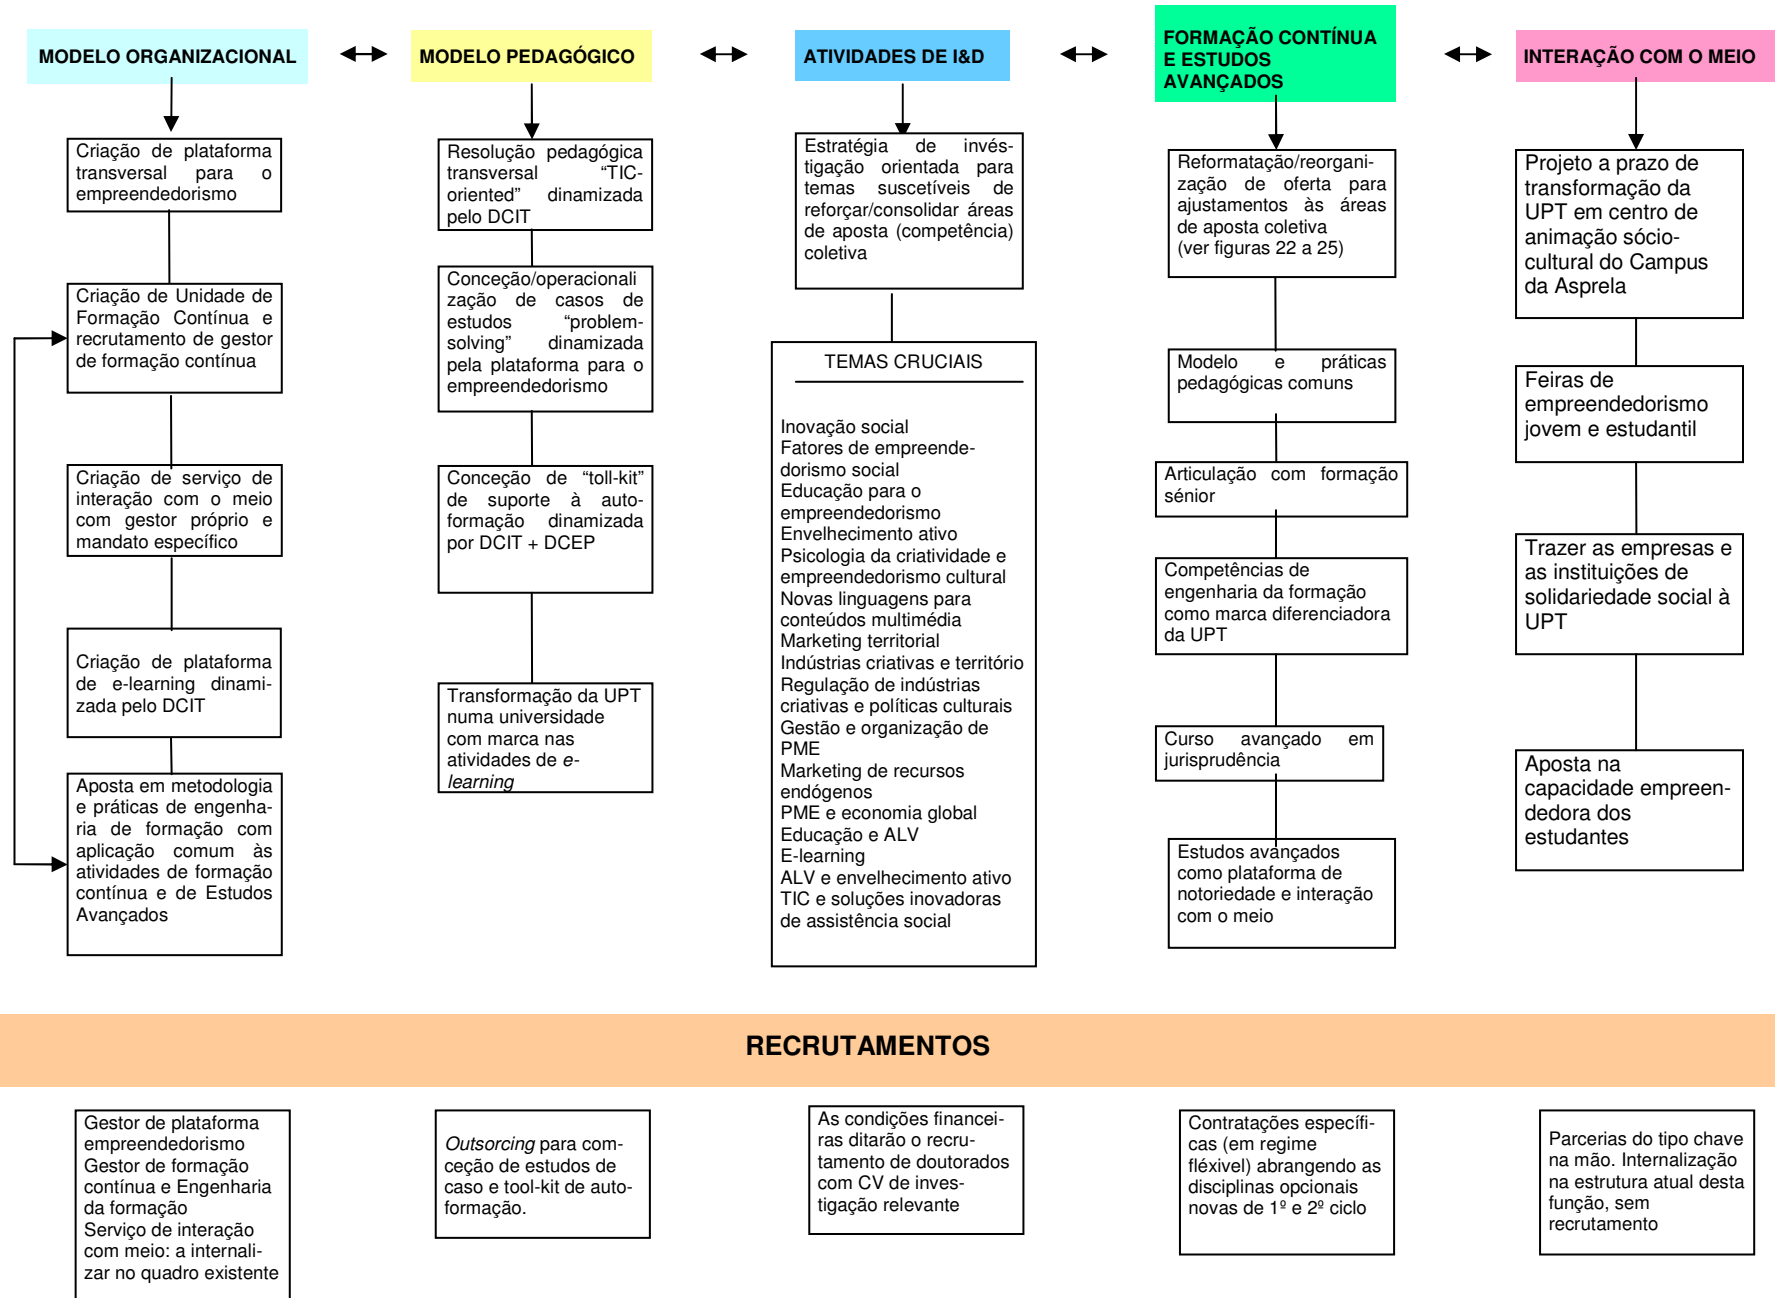 MODELO ORGANIZACIONAL
MODELO PEDAGÓGICO
ATIVIDADES DE I&D
FORMAÇÃO CONTÍNUA
E ESTUDOS
AVANÇADOS
INTERAÇÃO COM O MEIO
Criação de plataforma
transversal para o
empreendedorismo
Criação de Unidade de
Formação Contínua e
recrutamento de gestor
de formação contínua
Criação de serviço de
interação com o meio
com gestor próprio e
mandato específico
Criação de plataforma
de e-learning dinami-
zada pelo DCIT
Aposta em metodologia
e práticas de engenha-
ria de formação com
aplicação comum às
atividades de formação
contínua e de Estudos
Avançados
Resolução pedagógica
transversal “TIC-
oriented” dinamizada
pelo DCIT
Conceção/operacionali
zação de casos de
estudos “problem-
solving” dinamizada
pela plataforma para o
empreendedorismo
Conceção de “toll-kit”
de suporte à auto-
formação dinamizada
por DCIT + DCEP
Transformação da UPT
numa universidade
com marca nas
atividades de e-
learning
Estratégia de invés-
tigação orientada para
temas suscetíveis de
reforçar/consolidar áreas
de aposta (competência)
coletiva
TEMAS CRUCIAIS
Inovação social
Fatores de empreende-
dorismo social
Educação para o
empreendedorismo
Envelhecimento ativo
Psicologia da criatividade e
empreendedorismo cultural
Novas linguagens para
conteúdos multimédia
Marketing territorial
Indústrias criativas e território
Regulação de indústrias
criativas e políticas culturais
Gestão e organização de
PME
Marketing de recursos
endógenos
PME e economia global
Educação e ALV
E-learning
ALV e envelhecimento ativo
TIC e soluções inovadoras
de assistência social
Reformatação/reorgani-
zação de oferta para
ajustamentos às áreas
de aposta coletiva
(ver figuras 22 a 25)
Modelo e práticas
pedagógicas comuns
Articulação com formação
sénior
Competências de
engenharia da formação
como marca diferenciadora
da UPT
Curso avançado em
jurisprudência
Estudos avançados
como plataforma de
notoriedade e interação
com o meio
Projeto a prazo de
transformação da
UPT em centro de
animação sócio-
cultural do Campus
da Asprela
Feiras de
empreendedorismo
jovem e estudantil
Trazer as empresas e
as instituições de
solidariedade social à
UPT
Aposta na
capacidade empreen-
dedora dos
estudantes
RECRUTAMENTOS
Gestor de plataforma
empreendedorismo
Gestor de formação
contínua e Engenharia
da formação
Serviço de interação
com meio: a internali-
zar no quadro existente
Outsorcing para com-
ceção de estudos de
caso e tool-kit de auto-
formação.
As condições financei-
ras ditarão o recru-
tamento de doutorados
com CV de inves-
tigação relevante
Contratações específi-
cas (em regime
fléxivel) abrangendo as
disciplinas opcionais
novas de 1º e 2º ciclo
Parcerias do tipo chave
na mão. Internalização
na estrutura atual desta
função, sem
recrutamento